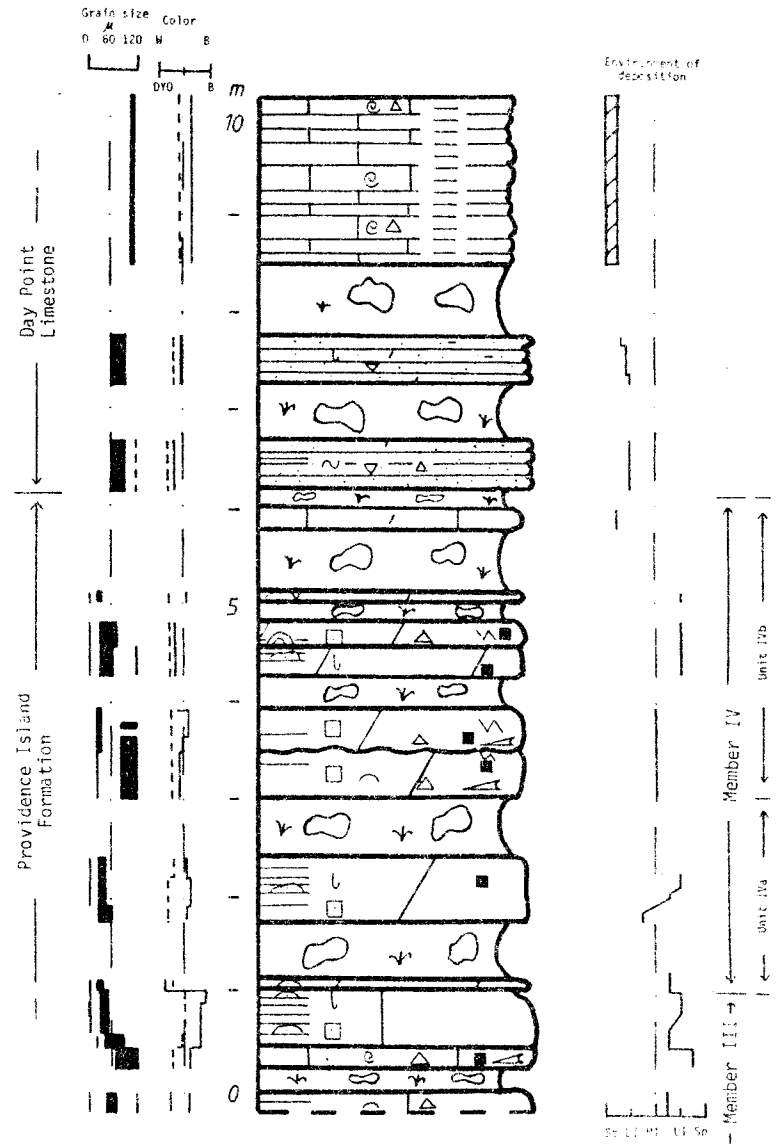 Grain size
μ
0 60 120
Color
W B
DYO B
m
10
5
0
Environment of
deposition
Day Point
Limestone
Providence Island
Formation
Unit IVb
Member IV
Unit IVa
Member III